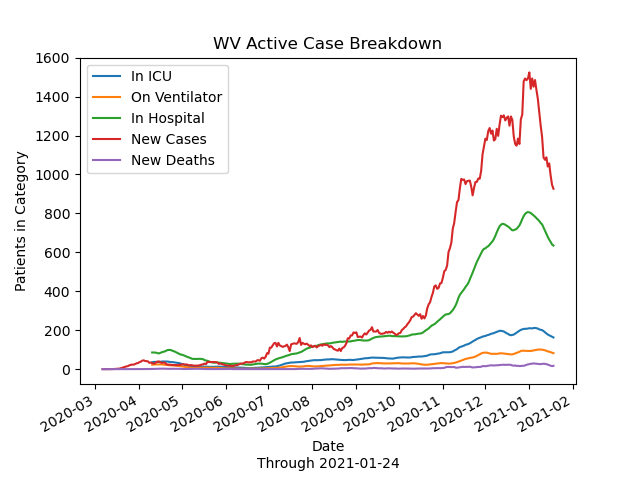 WV Active Case Breakdown
1600
1400
1200
1000
800
600
400
200
0
Patients in Category
In ICU
On Ventilator
In Hospital
New Cases
New Deaths
2020-03
2020-04
2020-05
2020-06
2020-07
2020-08
2020-09
2020-10
2020-11
2020-12
2021-01
2021-02
Date
Through 2021-01-24